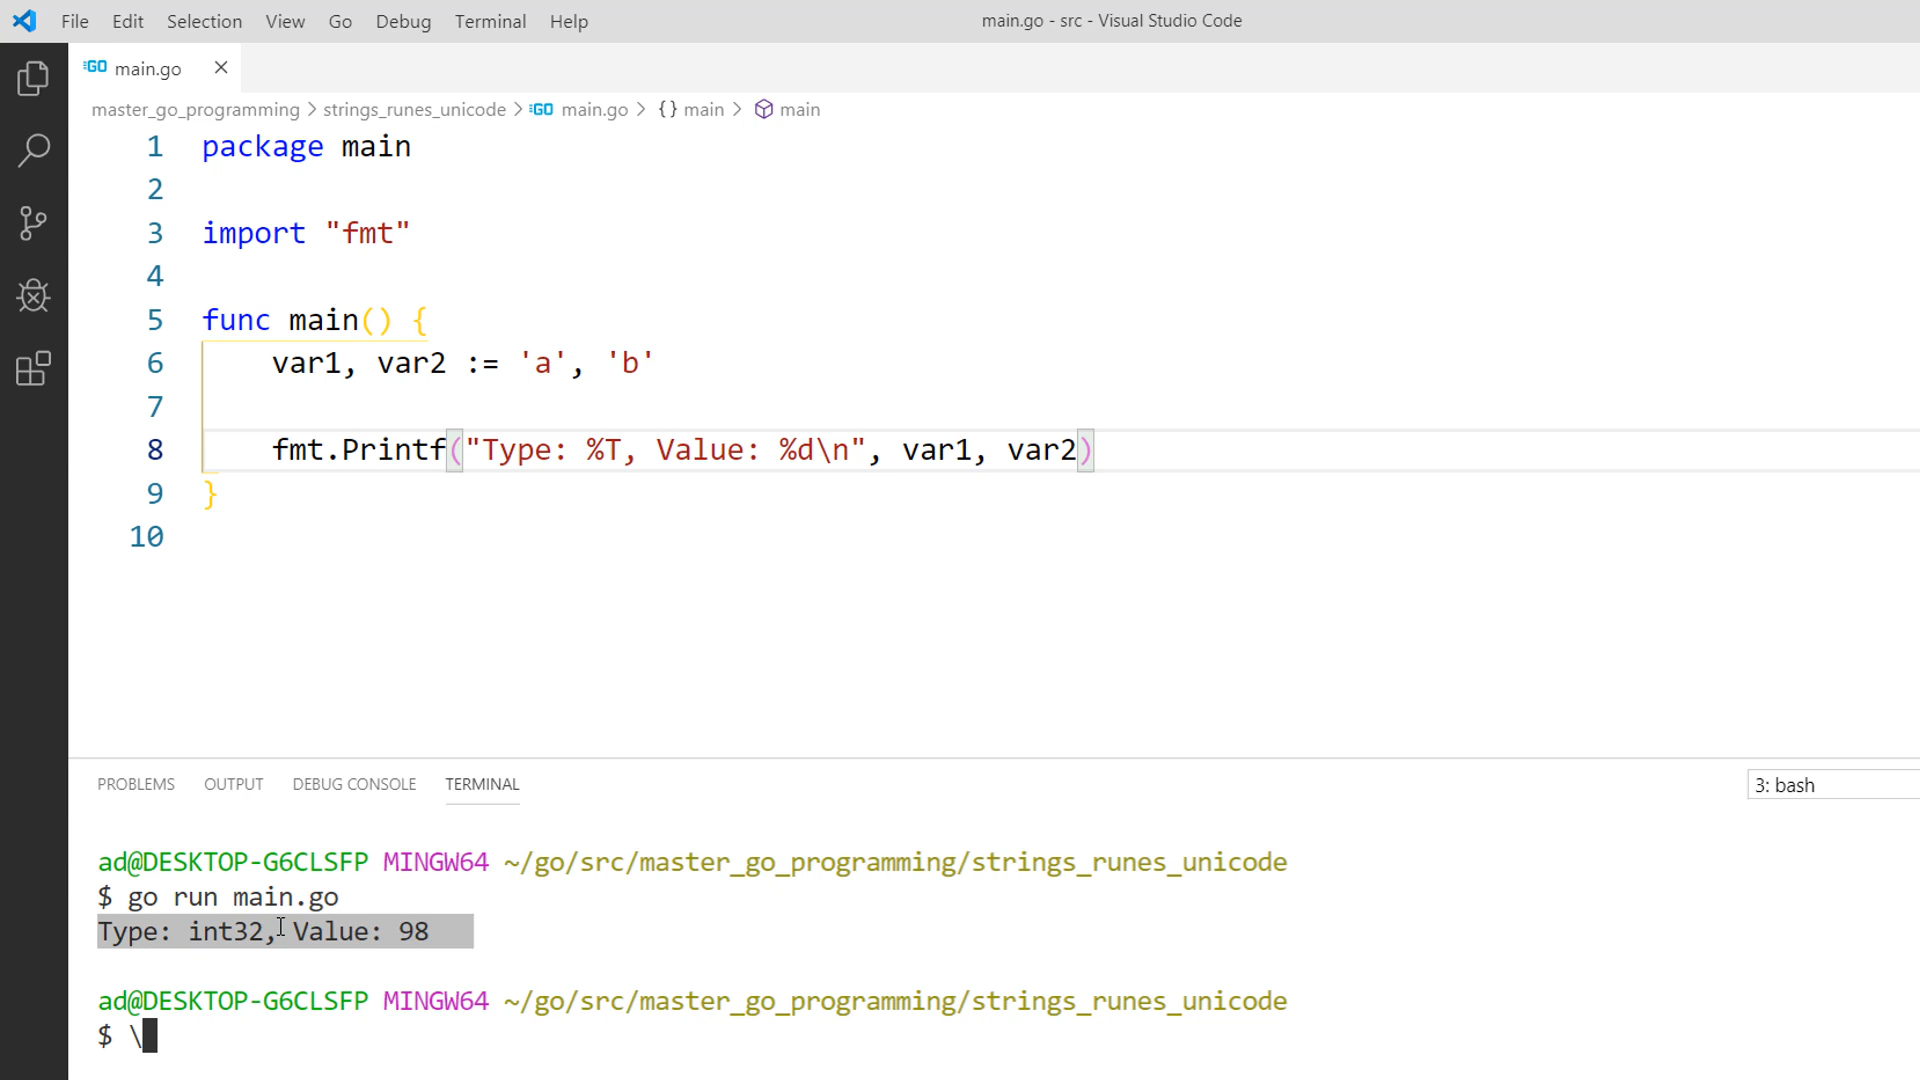 File Edit Selection View Go Debug Terminal Help main.go - src - Visual Studio Code
GO main.go
master_go_programming > strings_runes_unicode > GO main.go > {} main > main
1 package main
2
3 import "fmt"
4
5 func main() {
6 var1, var2 := 'a', 'b'
7
8 fmt.Printf("Type: %T, Value: %d\n", var1, var2)
9 }
10
PROBLEMS OUTPUT DEBUG CONSOLE TERMINAL 3: bash
ad@DESKTOP-G6CLSFP MINGW64 ~/go/src/master_go_programming/strings_runes_unicode
$ go run main.go
Type: int32, Value: 98
ad@DESKTOP-G6CLSFP MINGW64 ~/go/src/master_go_programming/strings_runes_unicode
$ \